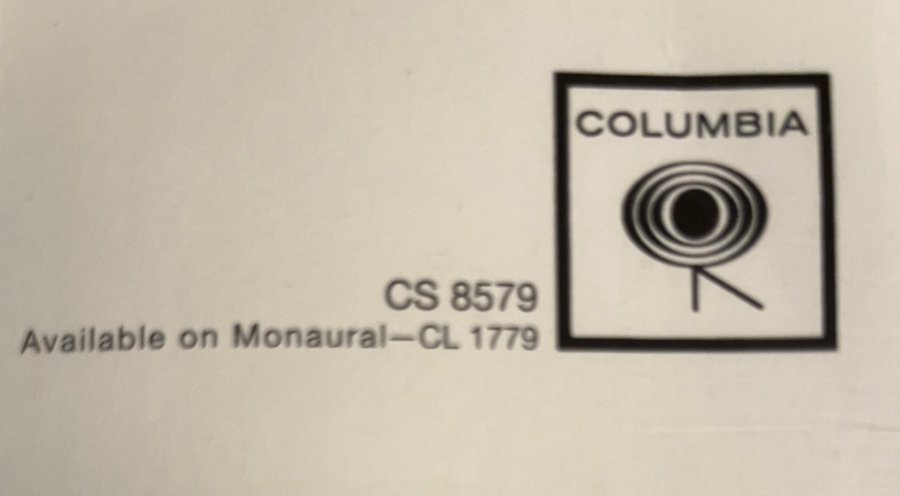 COLUMBIA
CS 8579
Available on Monaural—CL 1779